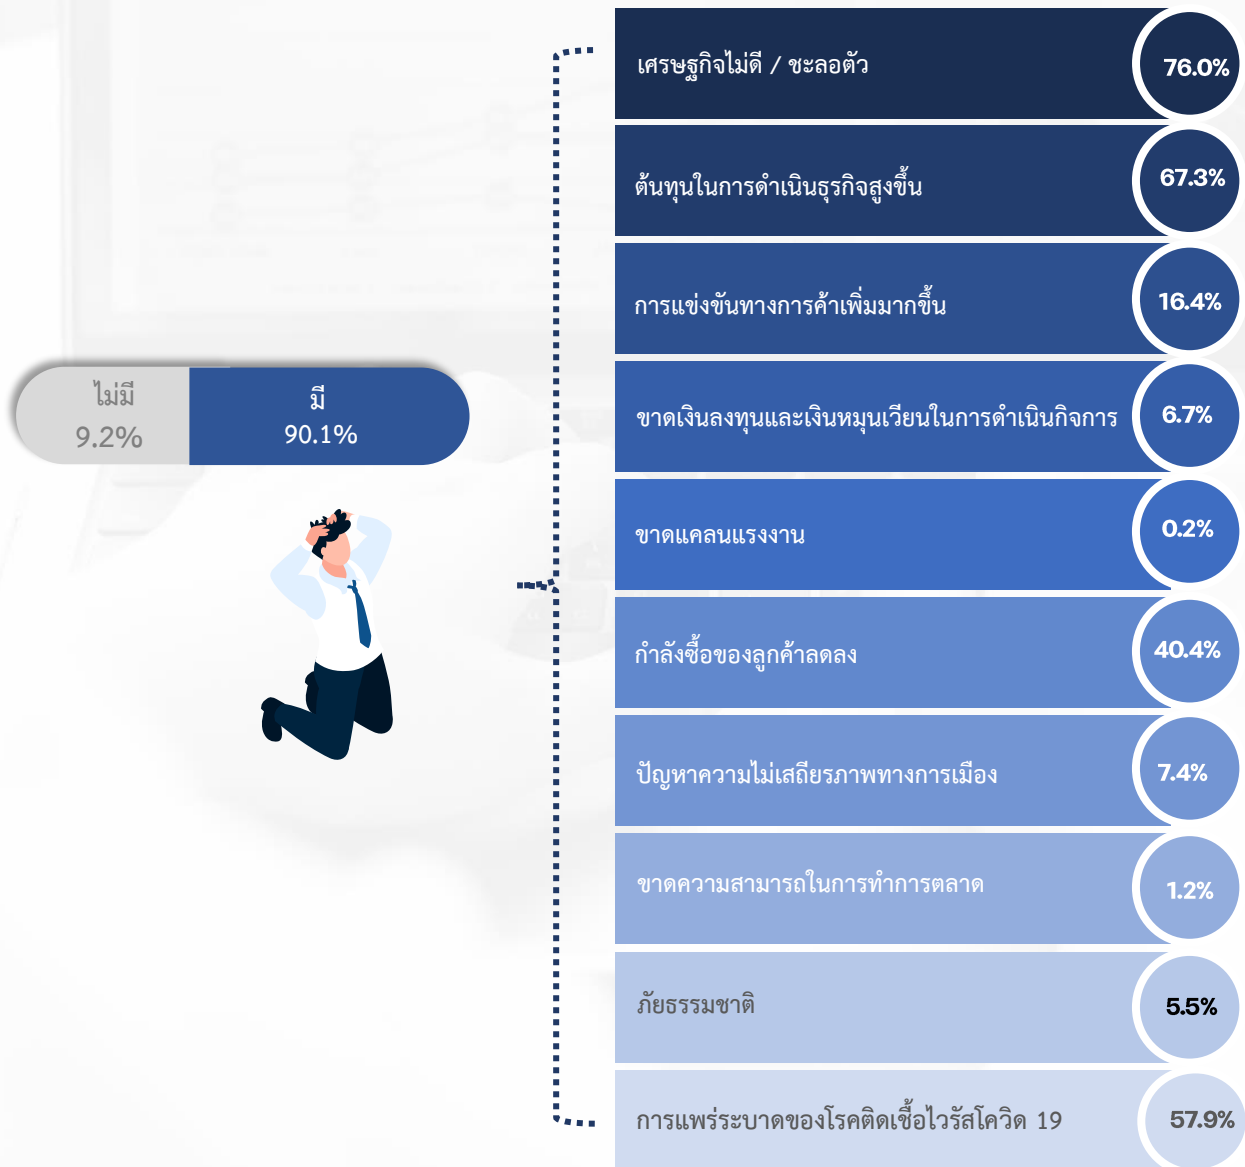 ไม่มี
9.2%
มี
90.1%
เศรษฐกิจไม่ดี / ชะลอตัว
76.0%
ต้นทุนในการดำเนินธุรกิจสูงขึ้น
67.3%
การแข่งขันทางการค้าเพิ่มมากขึ้น
16.4%
ขาดเงินลงทุนและเงินหมุนเวียนในการดำเนินกิจการ
6.7%
ขาดแคลนแรงงาน
0.2%
กำลังซื้อของลูกค้าลดลง
40.4%
ปัญหาความไม่เสถียรภาพทางการเมือง
7.4%
ขาดความสามารถในการทำการตลาด
1.2%
ภัยธรรมชาติ
5.5%
การแพร่ระบาดของโรคติดเชื้อไวรัสโควิด 19
57.9%